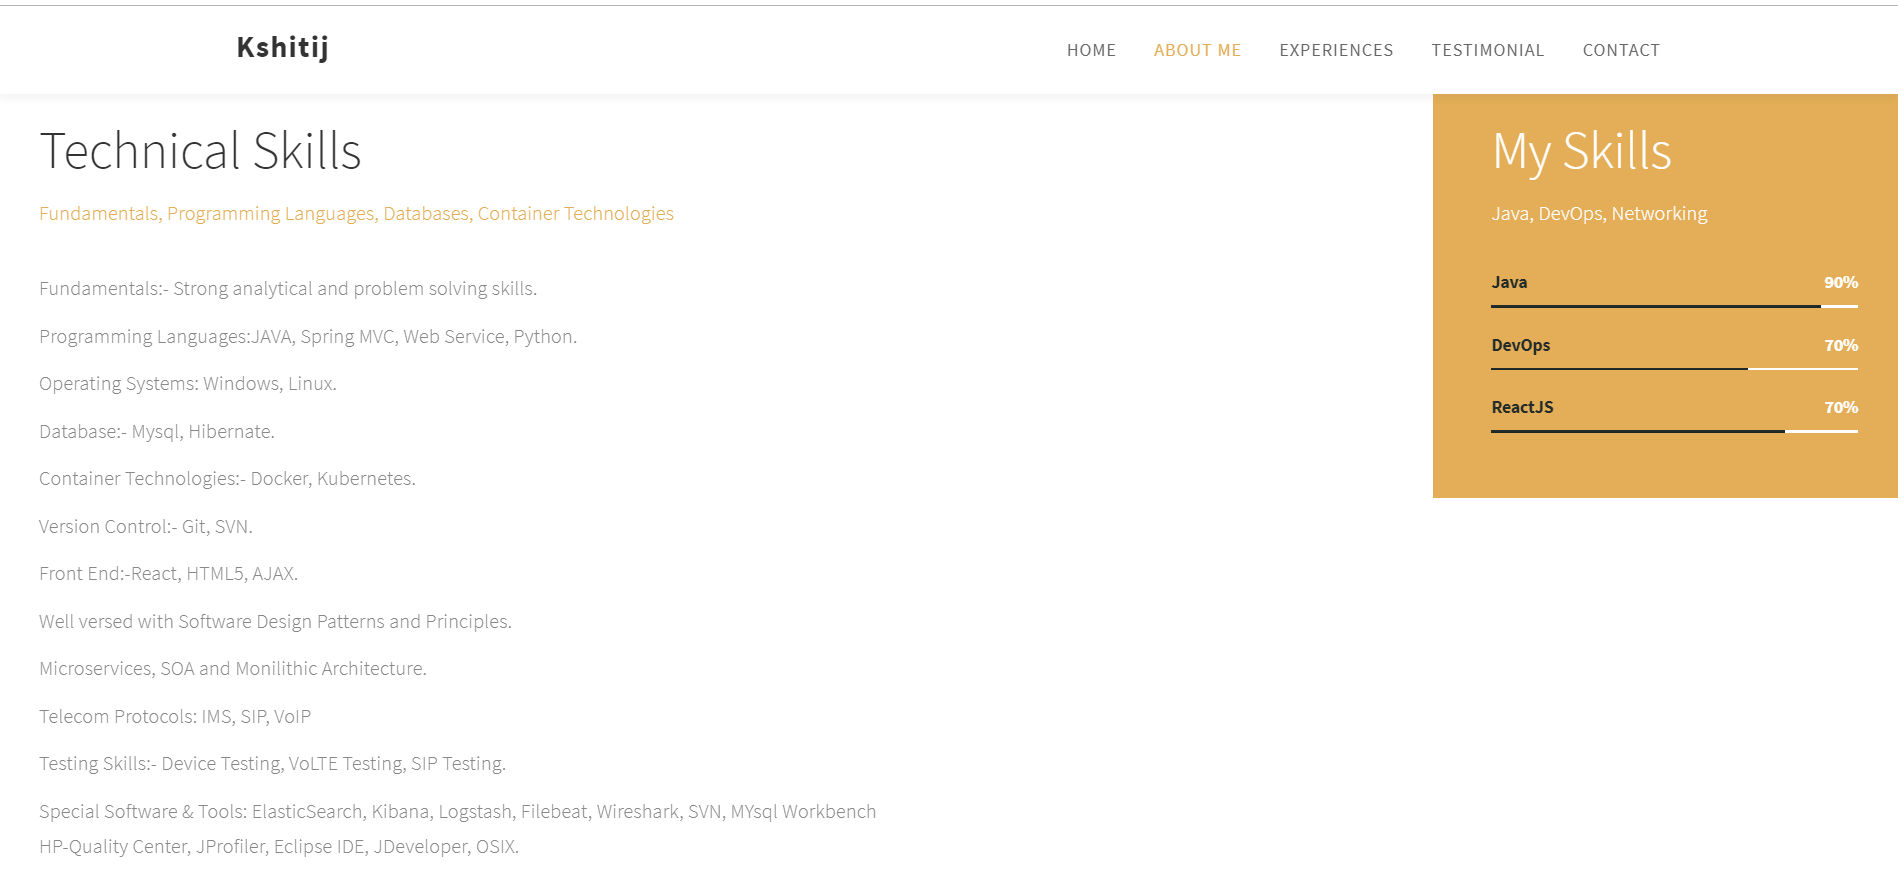 Kshitij
HOME ABOUT ME EXPERIENCES TESTIMONIAL CONTACT
Technical Skills
Fundamentals, Programming Languages, Databases, Container Technologies
Fundamentals:- Strong analytical and problem solving skills.
Programming Languages:JAVA, Spring MVC, Web Service, Python.
Operating Systems: Windows, Linux.
Database:- Mysql, Hibernate.
Container Technologies:- Docker, Kubernetes.
Version Control:- Git, SVN.
Front End:-React, HTML5, AJAX.
Well versed with Software Design Patterns and Principles.
Microservices, SOA and Monilithic Architecture.
Telecom Protocols: IMS, SIP, VoIP
Testing Skills:- Device Testing, VoLTE Testing, SIP Testing.
Special Software & Tools: ElasticSearch, Kibana, Logstash, Filebeat, Wireshark, SVN, MYsql Workbench
HP-Quality Center, JProfiler, Eclipse IDE, JDeveloper, OSIX.
My Skills
Java, DevOps, Networking
Java 90%
DevOps 70%
ReactJS 70%